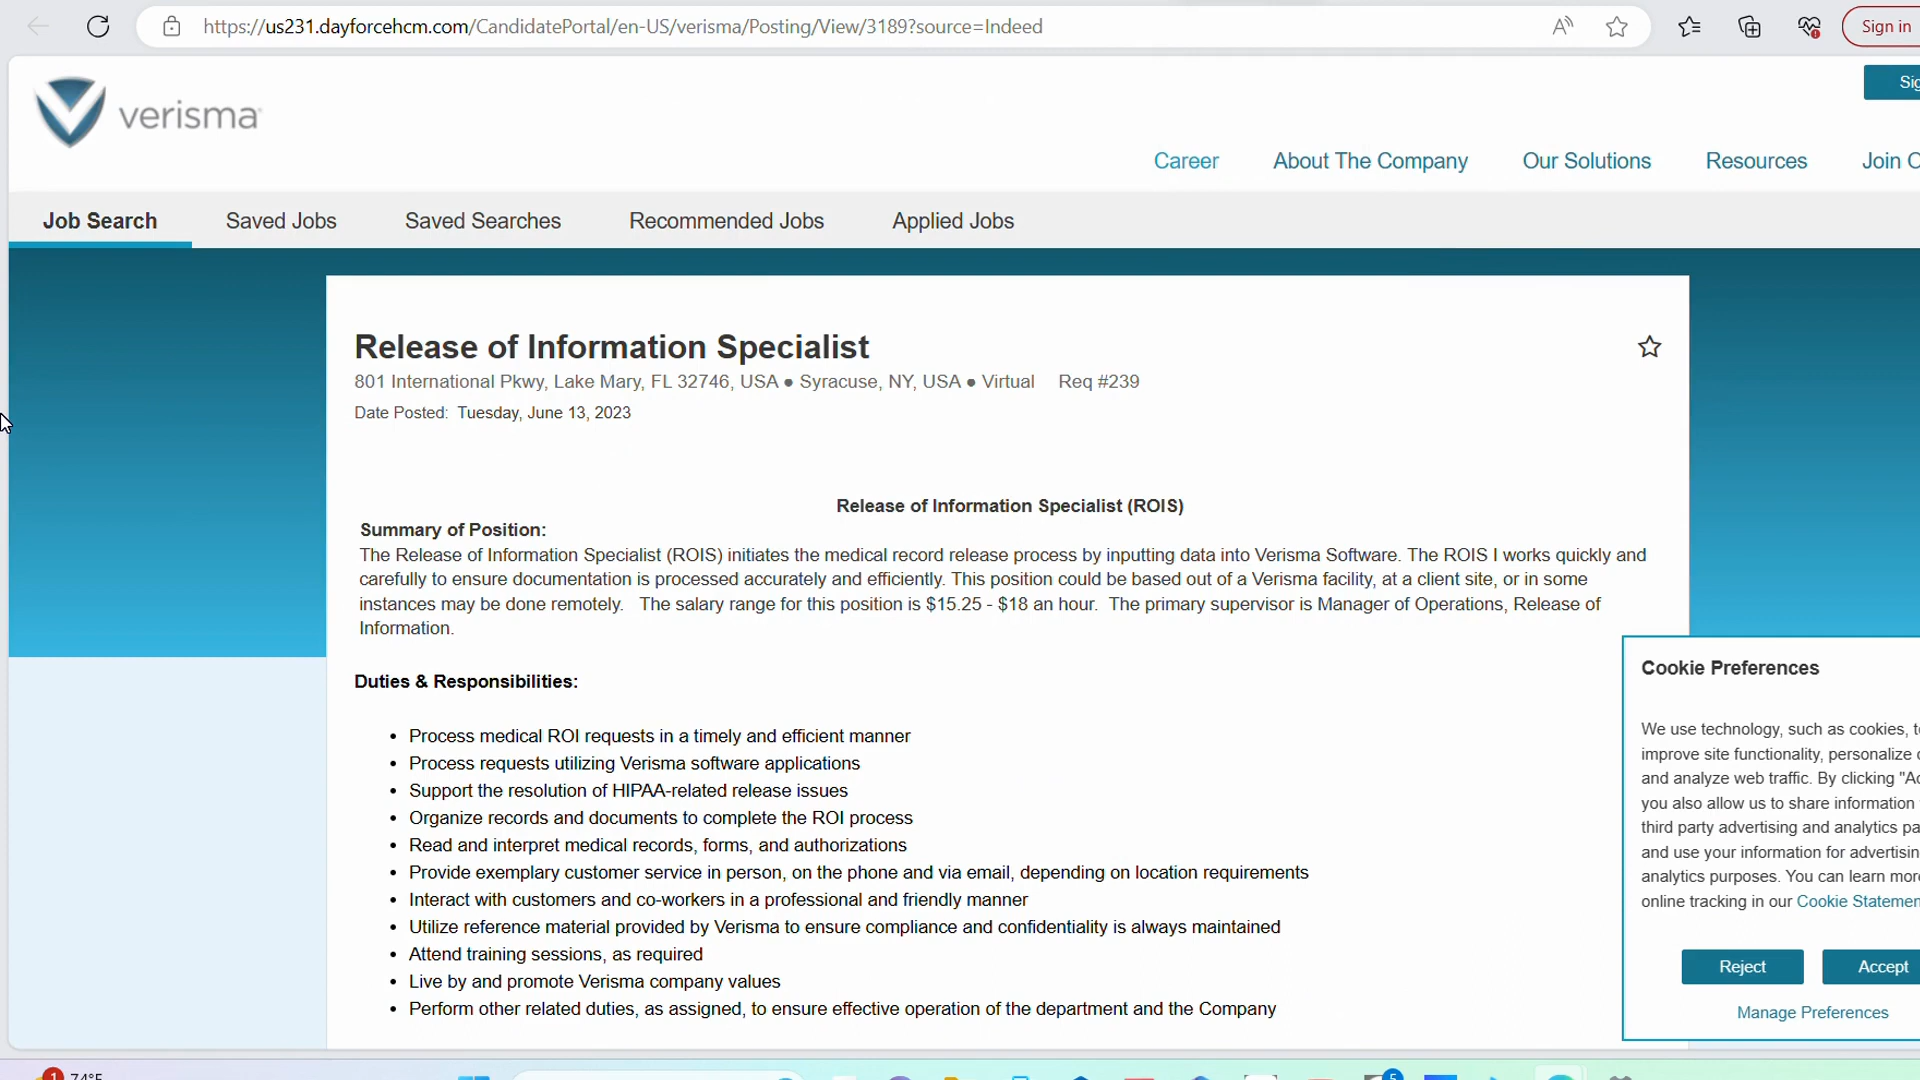 https://us231.dayforcehcm.com/CandidatePortal/en-US/verisma/Posting/View/3189?source=Indeed
Sign in
verisma
Sig
Career About The Company Our Solutions Resources Join
Job Search Saved Jobs Saved Searches Recommended Jobs Applied Jobs
Release of Information Specialist
801 International Pkwy, Lake Mary, FL 32746, USA ● Syracuse, NY, USA ● Virtual Req #239
Date Posted: Tuesday, June 13, 2023
Release of Information Specialist (ROIS)
Summary of Position:
The Release of Information Specialist (ROIS) initiates the medical record release process by inputting data into Verisma Software. The ROIS I works quickly and
carefully to ensure documentation is processed accurately and efficiently. This position could be based out of a Verisma facility, at a client site, or in some
instances may be done remotely. The salary range for this position is $15.25 - $18 an hour. The primary supervisor is Manager of Operations, Release of
Information.
Duties & Responsibilities:
• Process medical ROI requests in a timely and efficient manner
• Process requests utilizing Verisma software applications
• Support the resolution of HIPAA-related release issues
• Organize records and documents to complete the ROI process
• Read and interpret medical records, forms, and authorizations
• Provide exemplary customer service in person, on the phone and via email, depending on location requirements
• Interact with customers and co-workers in a professional and friendly manner
• Utilize reference material provided by Verisma to ensure compliance and confidentiality is always maintained
• Attend training sessions, as required
• Live by and promote Verisma company values
• Perform other related duties, as assigned, to ensure effective operation of the department and the Company
Cookie Preferences
We use technology, such as cookies,
improve site functionality, personalize
and analyze web traffic. By clicking "Ac
you also allow us to share information
third party advertising and analytics pa
and use your information for advertisin
analytics purposes. You can learn more
online tracking in our Cookie Statemen
Reject Accept
Manage Preferences
1 74°F
5